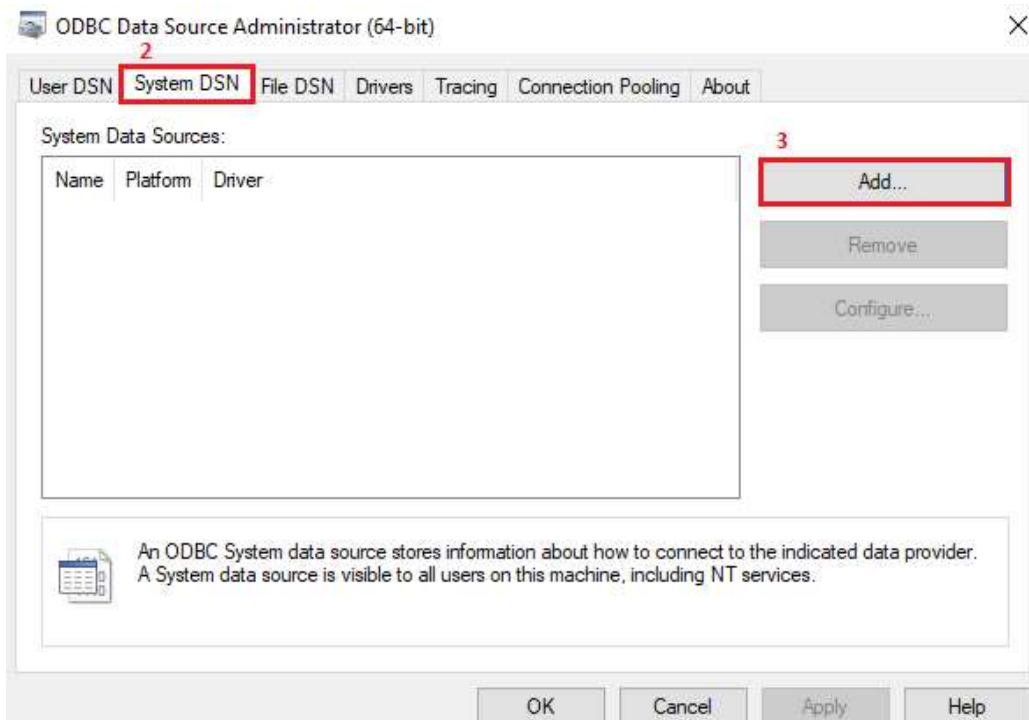 ODBC Data Source Administrator (64-bit)
2
User DSN System DSN File DSN Drivers Tracing Connection Pooling About
System Data Sources:
3
Name Platform Driver
Add...
Remove
Configure...
An ODBC System data source stores information about how to connect to the indicated data provider.
A System data source is visible to all users on this machine, including NT services.
OK Cancel Apply Help